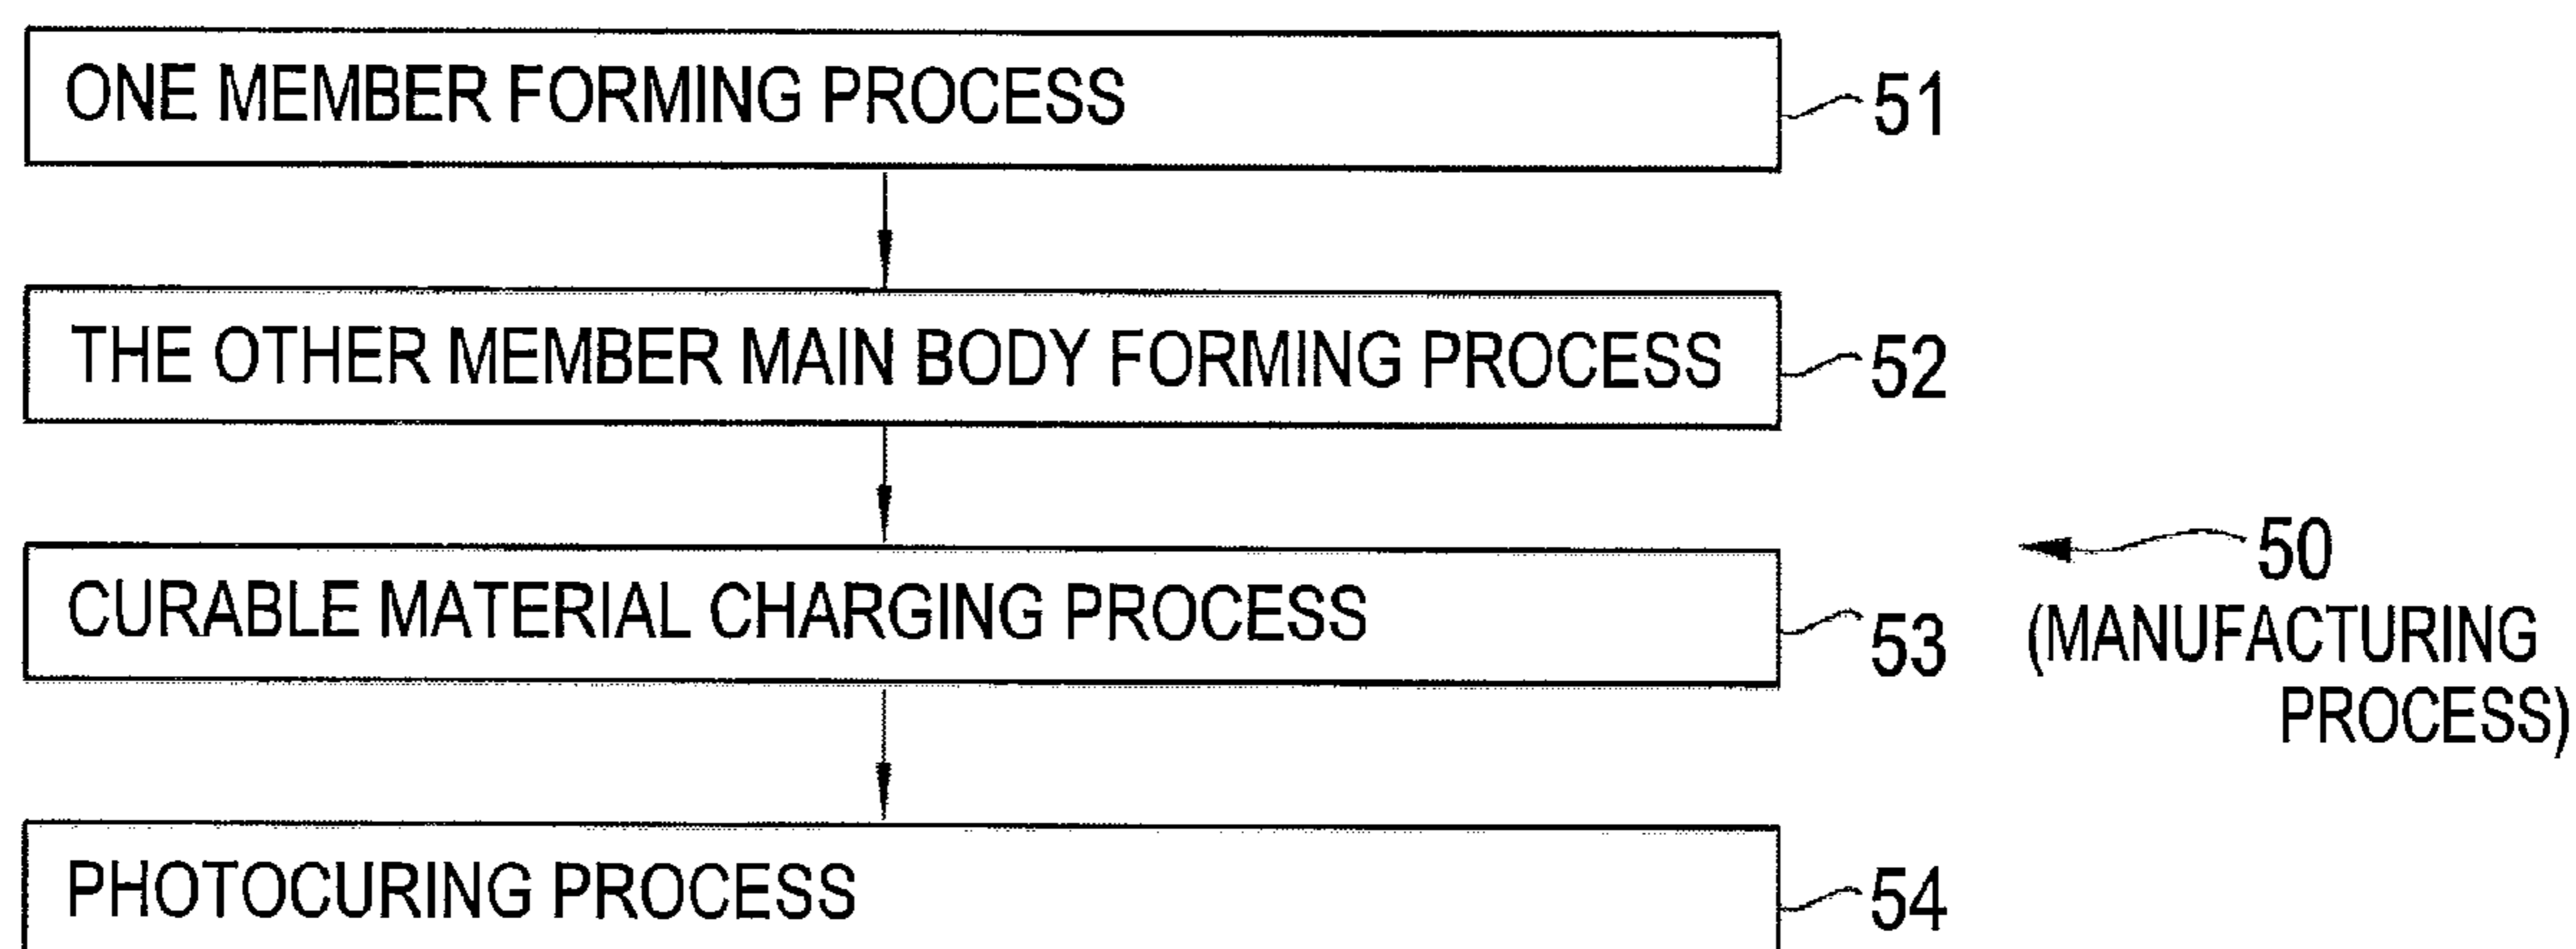 ONE MEMBER FORMING PROCESS
51
THE OTHER MEMBER MAIN BODY FORMING PROCESS
52
CURABLE MATERIAL CHARGING PROCESS
53
50
(MANUFACTURING
PROCESS)
PHOTOCURING PROCESS
54